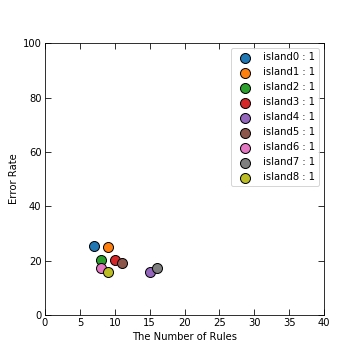 100
80
60
40
20
0
Error Rate
island0 : 1
island1 : 1
island2 : 1
island3 : 1
island4 : 1
island5 : 1
island6 : 1
island7 : 1
island8 : 1
0 5 10 15 20 25 30 35 40
The Number of Rules